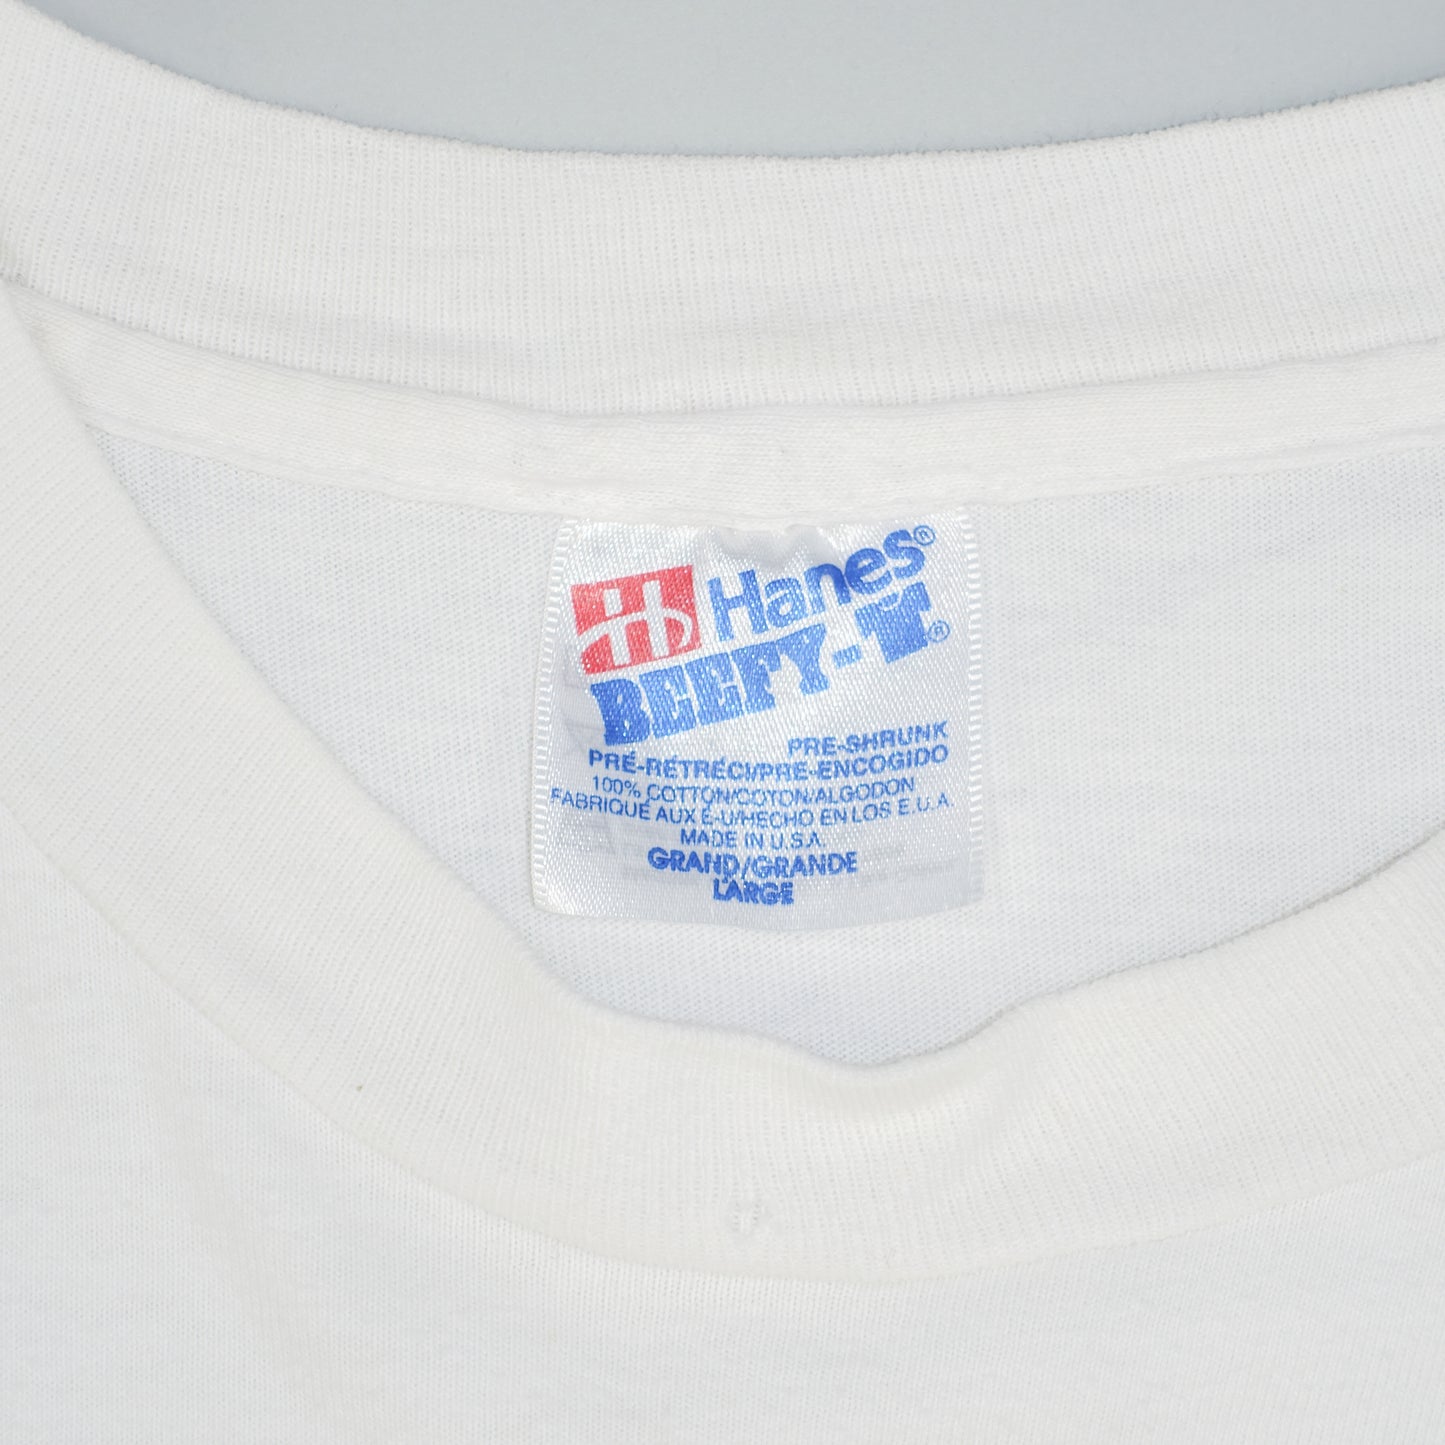 Hanes®
BEEFY-T®
PRE-SHRUNK
PRÉ-RÉTRÉCI/PRE-ENCOGIDO
100% COTTON/COTON/ALGODON
FABRIQUÉ AUX É-U/HECHO EN LOS E.U.A.
MADE IN U.S.A.
GRAND/GRANDE
LARGE